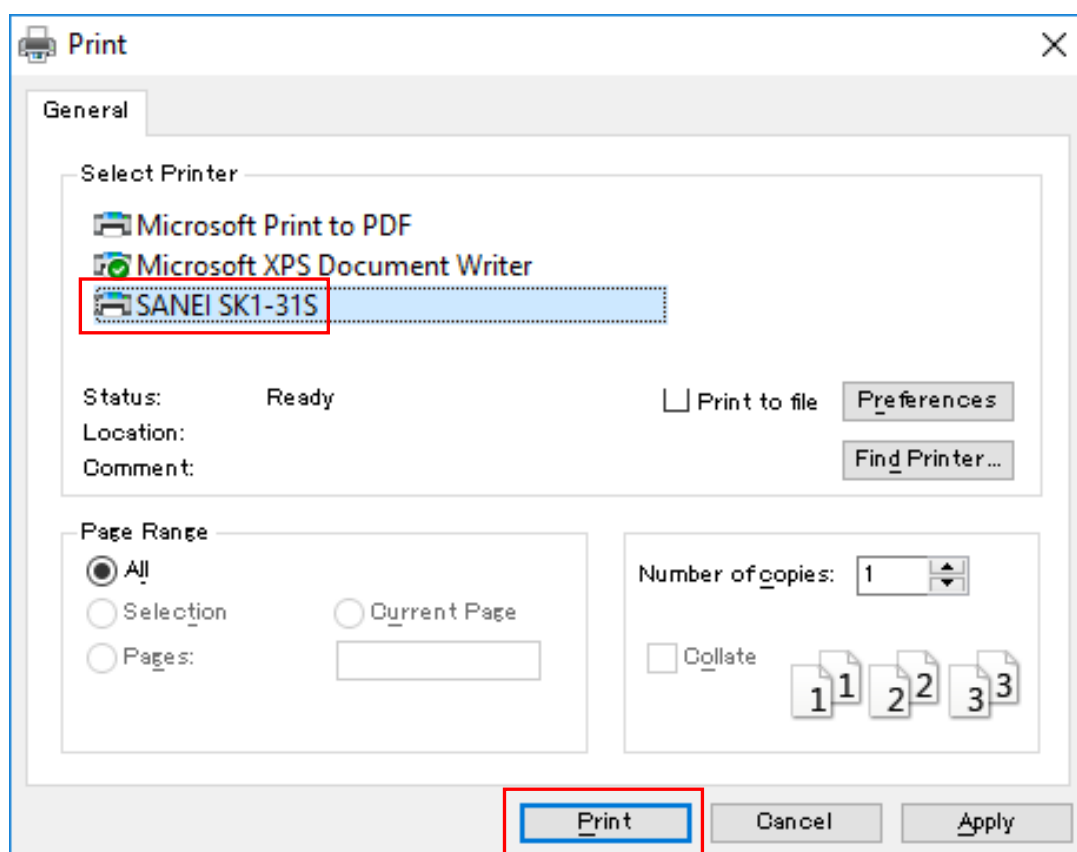 Print
General
Select Printer
Microsoft Print to PDF
Microsoft XPS Document Writer
SANEI SK1-31S
Status: Ready
Print to file
Preferences
Location:
Comment:
Find Printer...
Page Range
All
Selection
Current Page
Pages:
Number of copies: 1
Collate
1 1 2 2 3 3
Print
Cancel
Apply